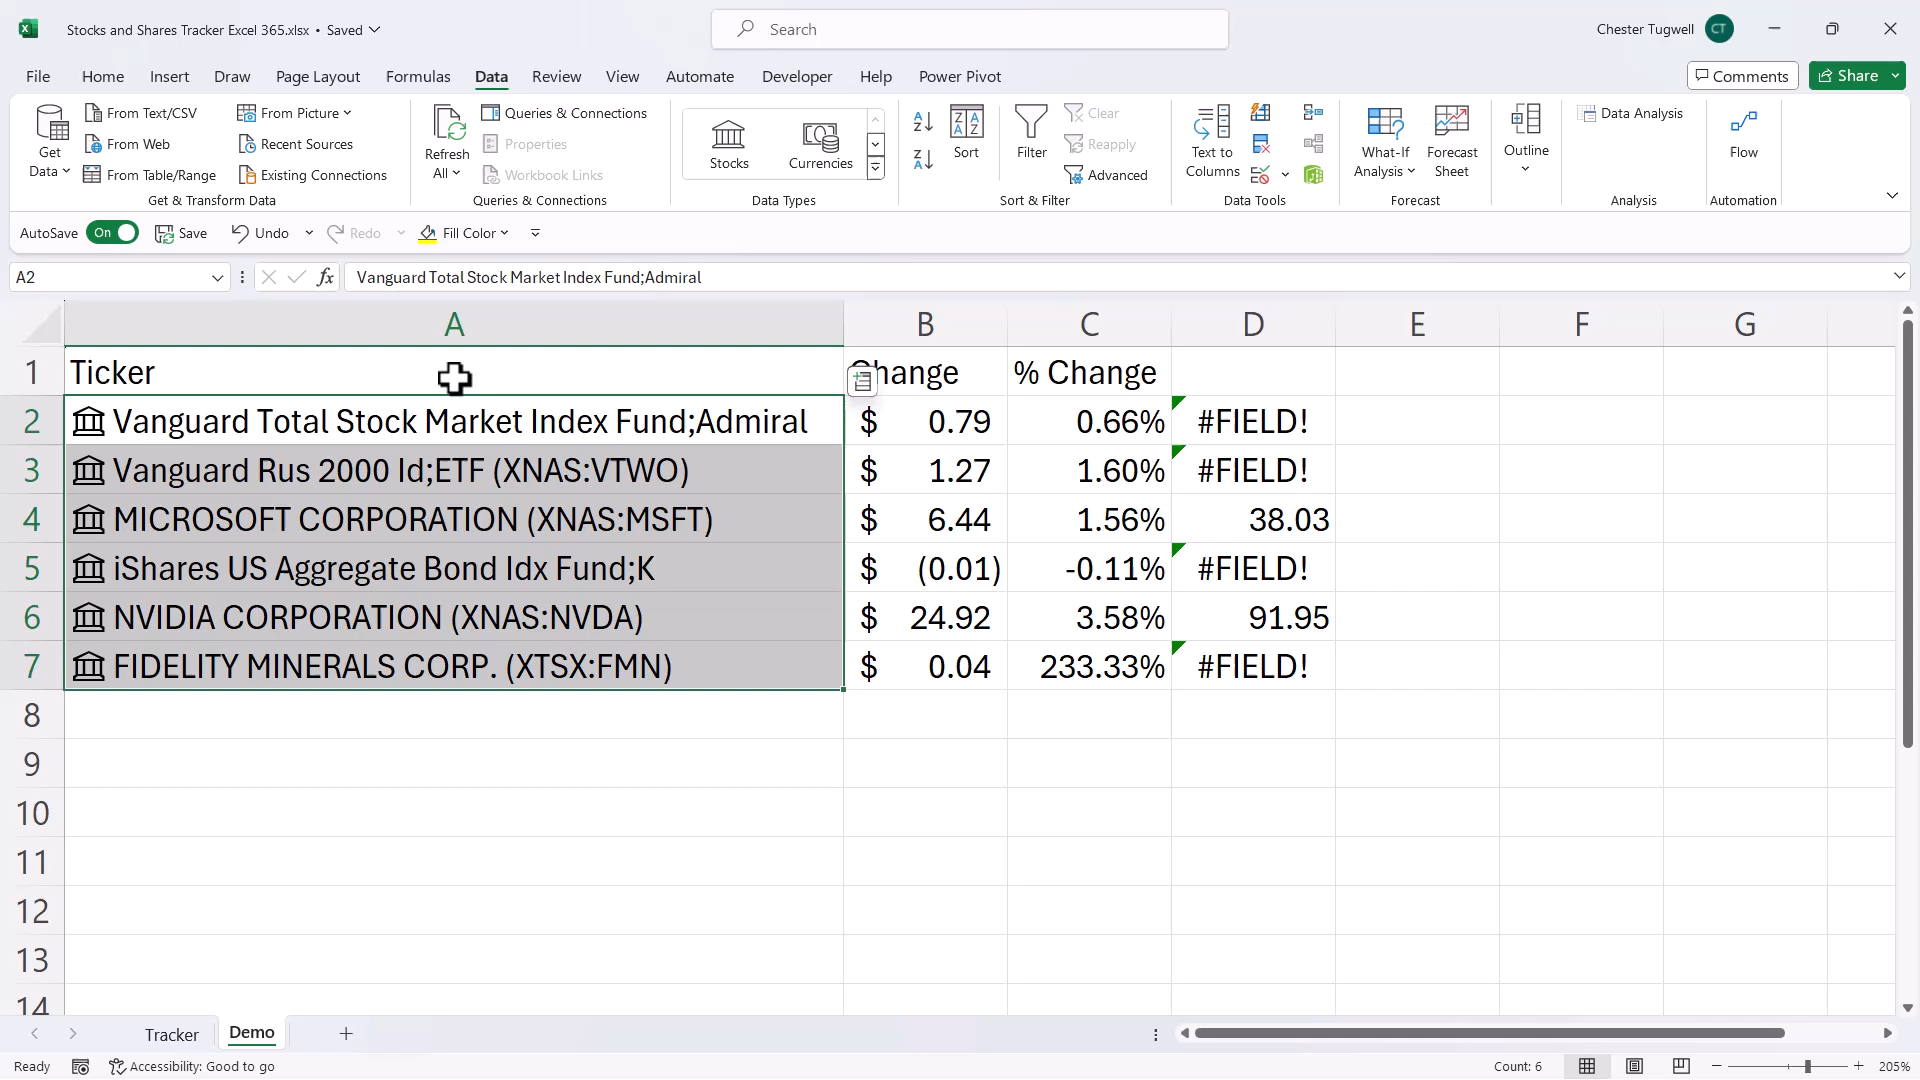 Stocks and Shares Tracker Excel 365.xlsx • Saved
Search
Chester Tugwell
CT
File Home Insert Draw Page Layout Formulas Data Review View Automate Developer Help Power Pivot
Comments
Share
Get Data
From Text/CSV
From Web
From Table/Range
From Picture
Recent Sources
Existing Connections
Get & Transform Data
Refresh All
Queries & Connections
Properties
Workbook Links
Queries & Connections
Stocks
Currencies
Data Types
Sort
Filter
Clear
Reapply
Advanced
Sort & Filter
Text to Columns
Data Tools
What-If Analysis
Forecast Sheet
Forecast
Outline
Data Analysis
Analysis
Flow
Automation
AutoSave On Save Undo Redo Fill Color
A2 fx Vanguard Total Stock Market Index Fund;Admiral
A B C D E F G
1 Ticker Change % Change
2 Vanguard Total Stock Market Index Fund;Admiral $ 0.79 0.66% #FIELD!
3 Vanguard Rus 2000 Id;ETF (XNAS:VTWO) $ 1.27 1.60% #FIELD!
4 MICROSOFT CORPORATION (XNAS:MSFT) $ 6.44 1.56% 38.03
5 iShares US Aggregate Bond Idx Fund;K $ (0.01) -0.11% #FIELD!
6 NVIDIA CORPORATION (XNAS:NVDA) $ 24.92 3.58% 91.95
7 FIDELITY MINERALS CORP. (XTSX:FMN) $ 0.04 233.33% #FIELD!
8
9
10
11
12
13
14
Tracker Demo
Ready Accessibility: Good to go Count: 6 205%